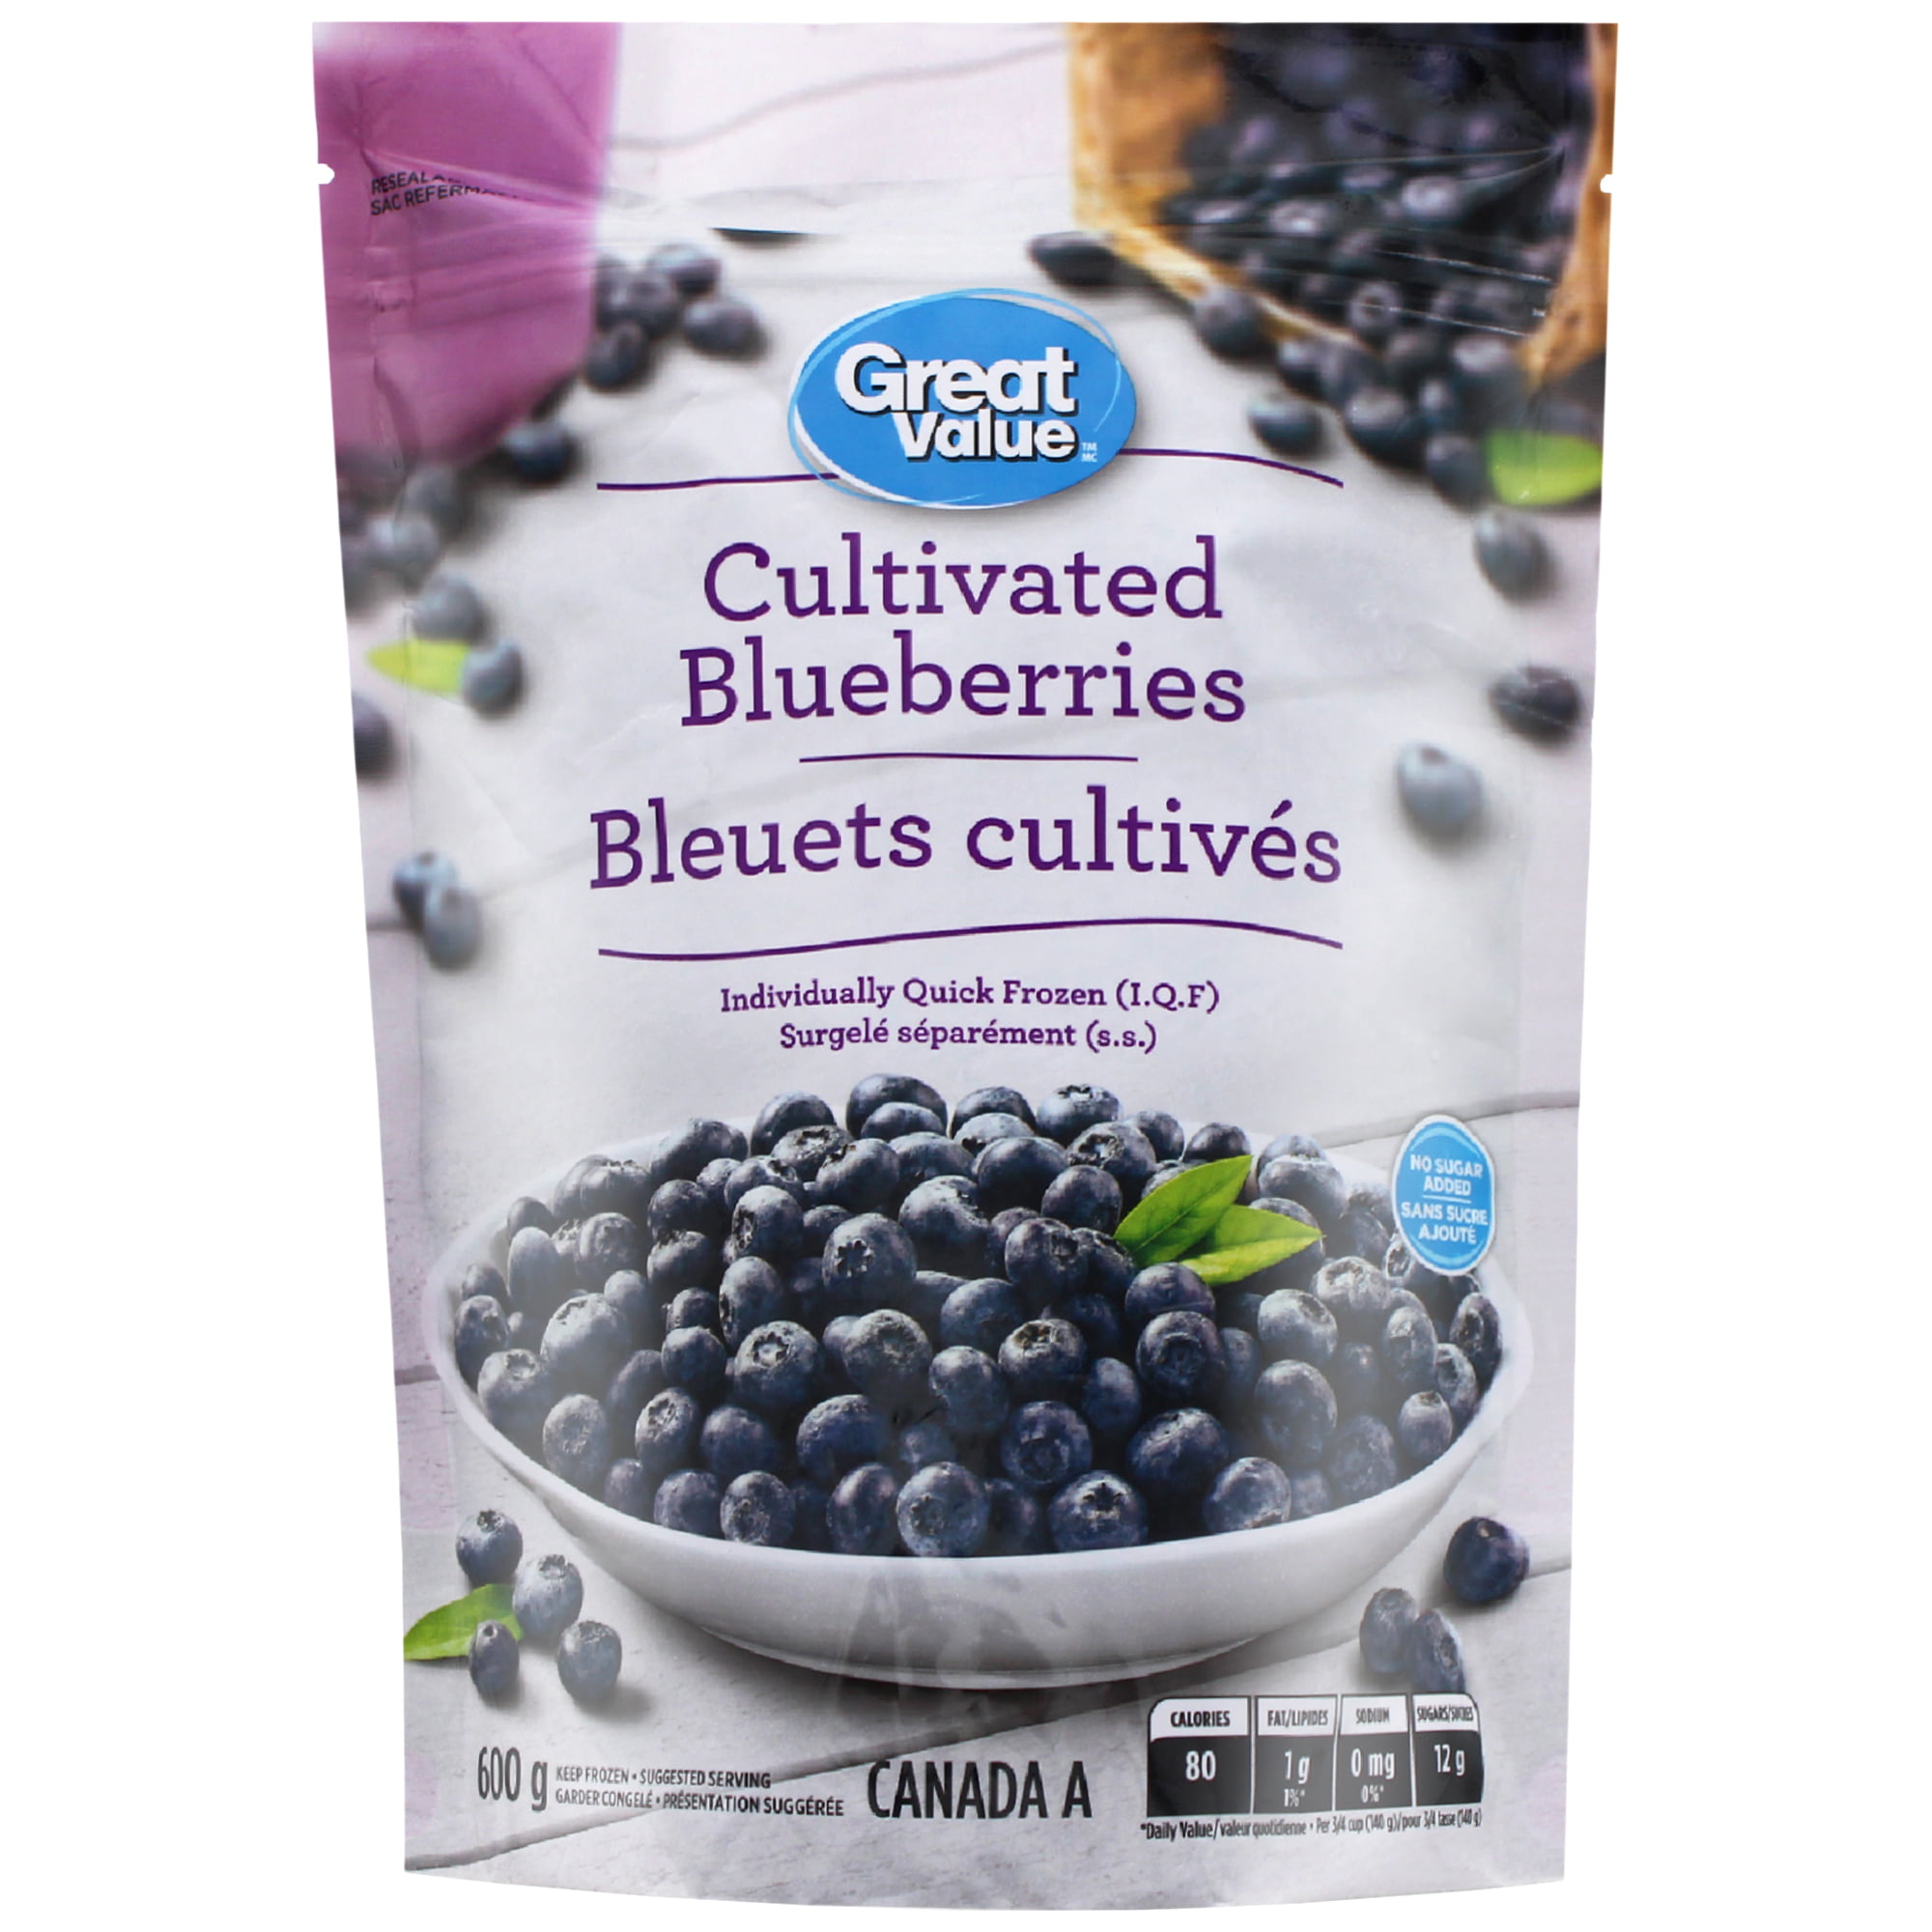 SAC
Great
Value
TM
MC
Cultivated
Blueberries
Bleuets cultivés
Individually Quick Frozen (I.Q.F)
Surgelé séparément (s.s.)
NO SUGAR
ADDED
SANS SUCRE
AJOUTÉ
600 g
KEEP FROZEN • SUGGESTED SERVING
GARDER CONGELÉ • PRÉSENTATION SUGGÉRÉE
CANADA A
CALORIES FAT/LIPIDES SODIUM SUGARS/SUCRES
80 1 g 0 mg 12 g
1%* 0%*
*Daily Value/valeur quotidienne • Per 3/4 cup (140 g)/pour 3/4 tasse (140 g)